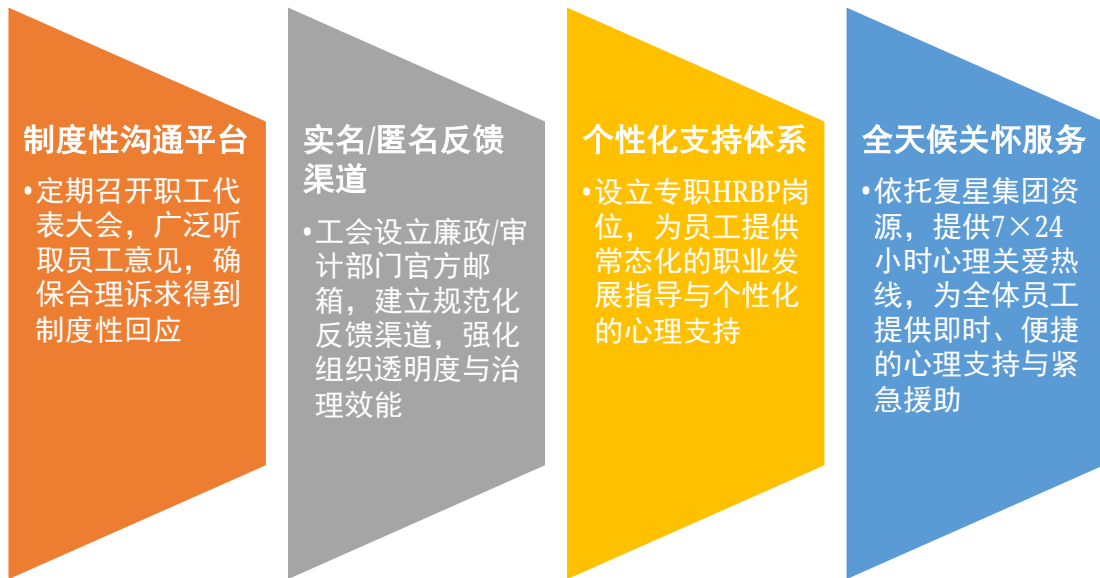 制度性沟通平台
•定期召开职工代
表大会，广泛听
取员工意见，确
保合理诉求得到
制度性回应
实名/匿名反馈
渠道
•工会设立廉政/审
计部门官方邮
箱，建立规范化
反馈渠道，强化
组织透明度与治
理效能
个性化支持体系
•设立专职HRBP岗
位，为员工提供
常态化的职业发
展指导与个性化
的心理支持
全天候关怀服务
•依托复星集团资
源，提供7×24
小时心理关爱热
线，为全体员工
提供即时、便捷
的心理支持与紧
急援助